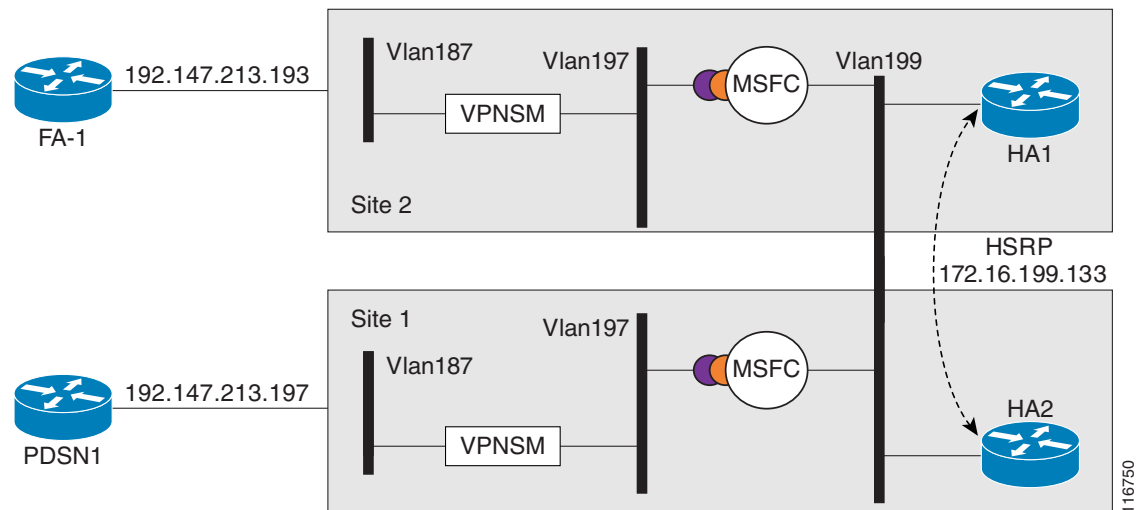 Vlan187
Vlan197
Vlan199
192.147.213.193
MSFC
VPNSM
FA-1
HA1
Site 2
HSRP
172.16.199.133
Site 1
Vlan197
Vlan187
MSFC
192.147.213.197
HA2
VPNSM
PDSN1
116750